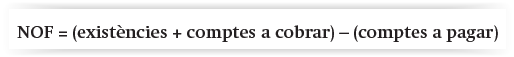 NOF = (existències + comptes a cobrar) – (comptes a pagar)